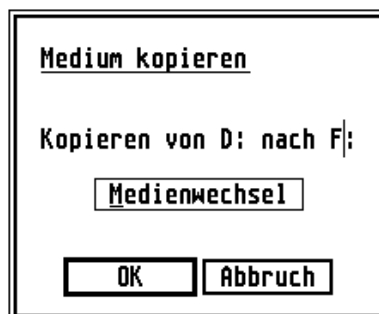 Medium kopieren
Kopieren von D: nach F:
Medienwechsel
OK Abbruch